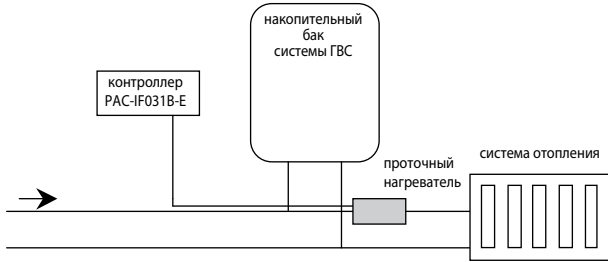 накопительный
бак
системы ГВС
контроллер
PAC-IF031B-E
проточный
нагреватель
система отопления